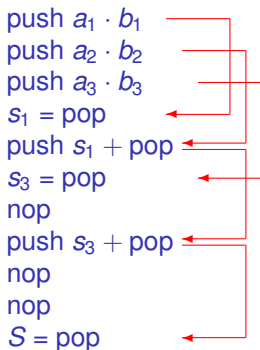 push a₁ · b₁
push a₂ · b₂
push a₃ · b₃
s₁ = pop
push s₁ + pop
s₃ = pop
nop
push s₃ + pop
nop
nop
S = pop